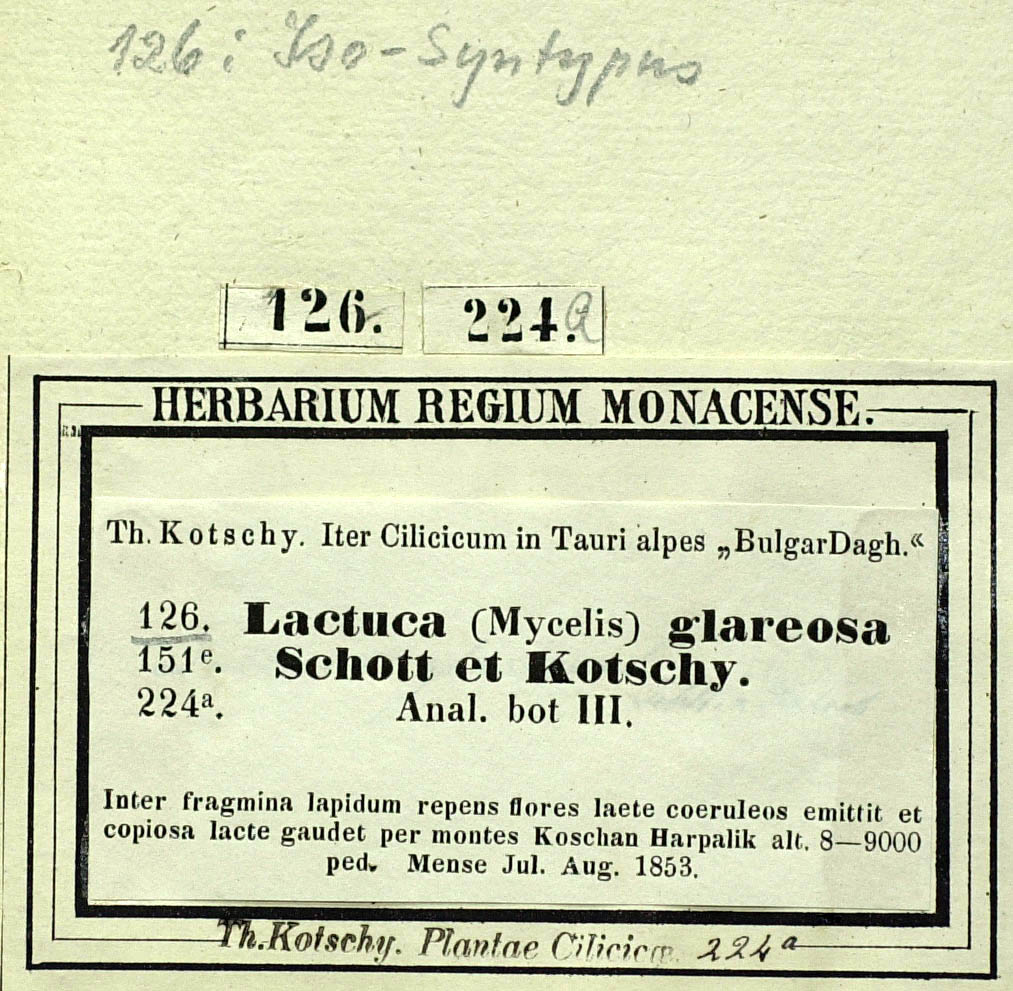 126: Iso-Syntypus
126. 224.a
HERBARIUM REGIUM MONACENSE.
Th. Kotschy. Iter Cilicicum in Tauri alpes „BulgarDagh.“
126. Lactuca (Mycelis) glareosa
151e. Schott et Kotschy.
224a. Anal. bot III.
Inter fragmina lapidum repens flores laete coeruleos emittit et
copiosa lacte gaudet per montes Koschan Harpalik alt. 8—9000
ped. Mense Jul. Aug. 1853.
Th. Kotschy. Plantae Cilicicæ. 224a